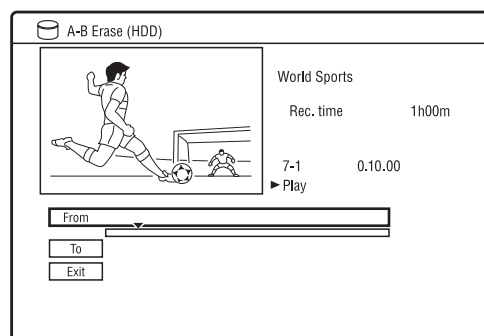 A-B Erase (HDD)
World Sports
Rec. time 1h00m
7-1 0.10.00
► Play
From
To
Exit